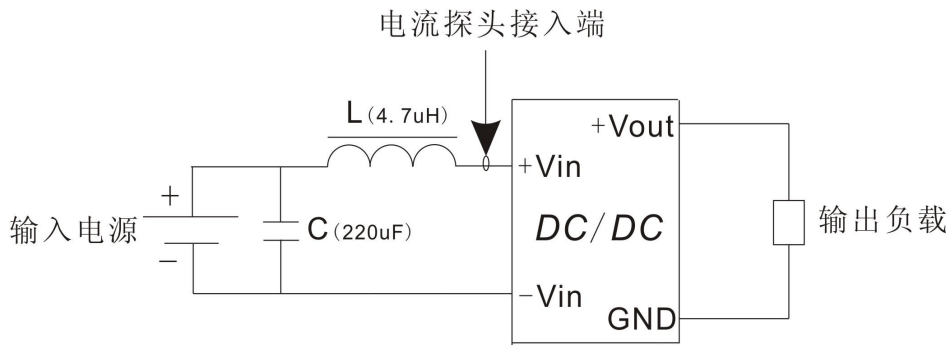 电流探头接入端
L(4.7uH)
+Vout
+Vin
+
输入电源
C(220uF)
DC/DC
输出负载
−
−Vin
GND